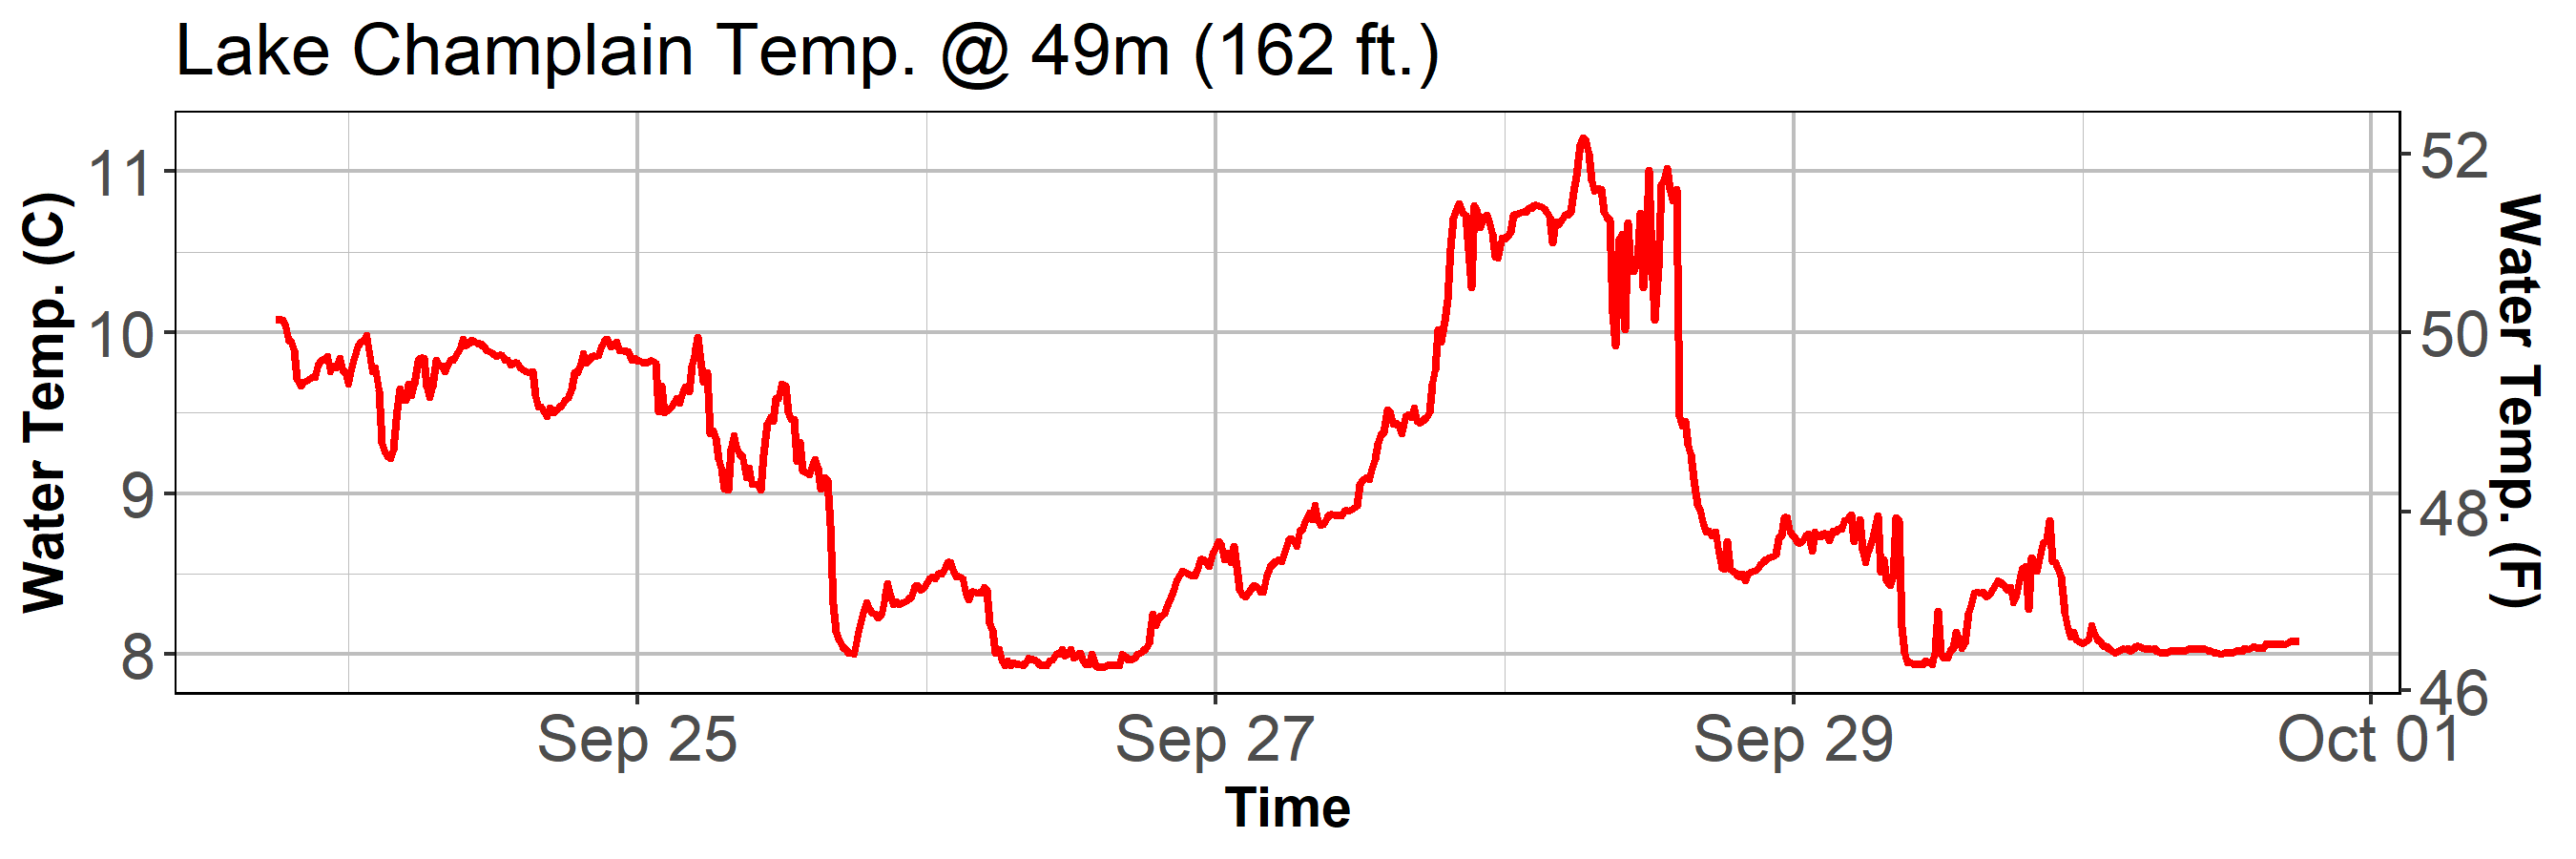 Lake Champlain Temp. @ 49m (162 ft.)
Water Temp. (C)
11
10
9
8
52
50
48
46
Water Temp. (F)
Sep 25
Sep 27
Sep 29
Oct 01
Time